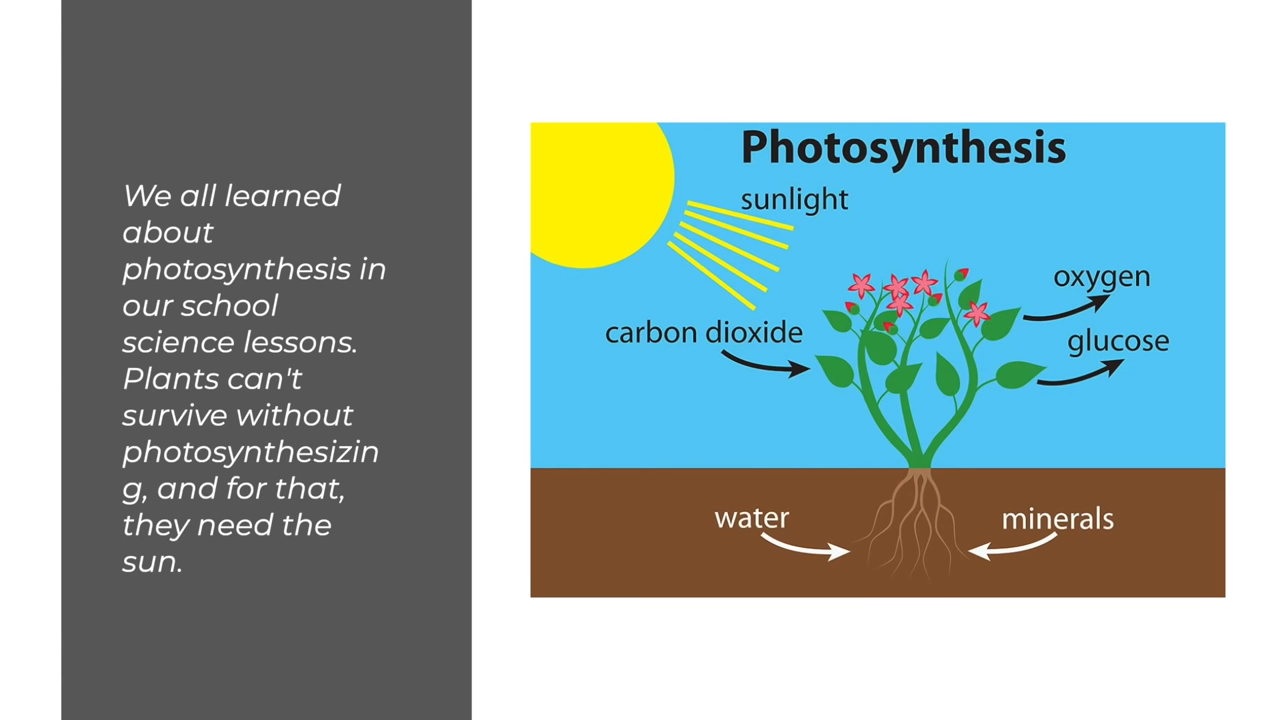 We all learned
about
photosynthesis in
our school
science lessons.
Plants can't
survive without
photosynthesizin
g, and for that,
they need the
sun.
Photosynthesis
sunlight
oxygen
carbon dioxide
glucose
water
minerals